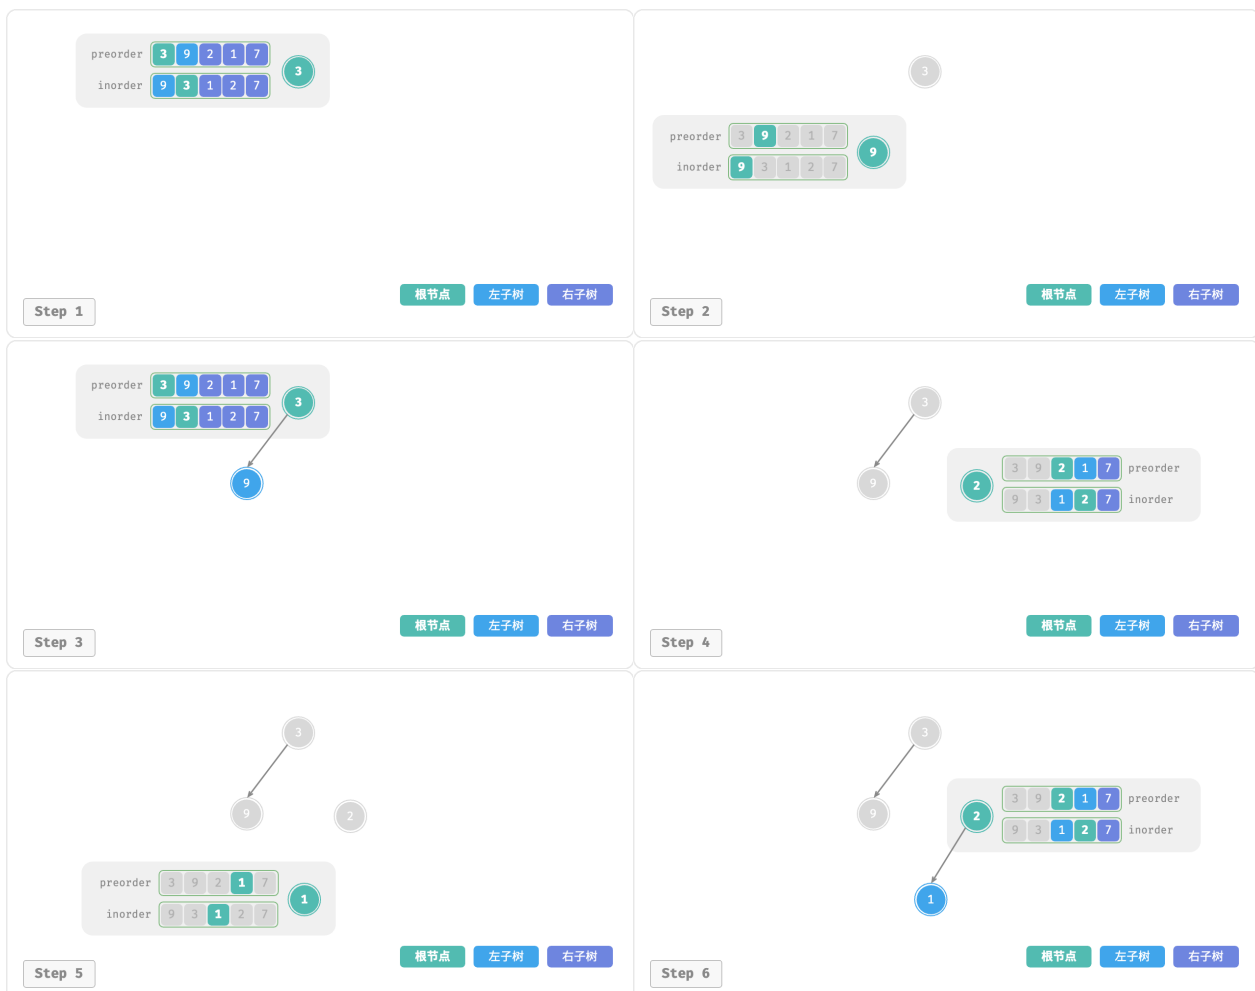 preorder 3 9 2 1 7
inorder 9 3 1 2 7
3
根节点 左子树 右子树
Step 1
3
preorder 3 9 2 1 7
inorder 9 3 1 2 7
9
根节点 左子树 右子树
Step 2
preorder 3 9 2 1 7
inorder 9 3 1 2 7
3
9
根节点 左子树 右子树
Step 3
3
9
2
3 9 2 1 7 preorder
9 3 1 2 7 inorder
根节点 左子树 右子树
Step 4
3
9 2
preorder 3 9 2 1 7
inorder 9 3 1 2 7
1
根节点 左子树 右子树
Step 5
3
9
2
3 9 2 1 7 preorder
9 3 1 2 7 inorder
1
根节点 左子树 右子树
Step 6